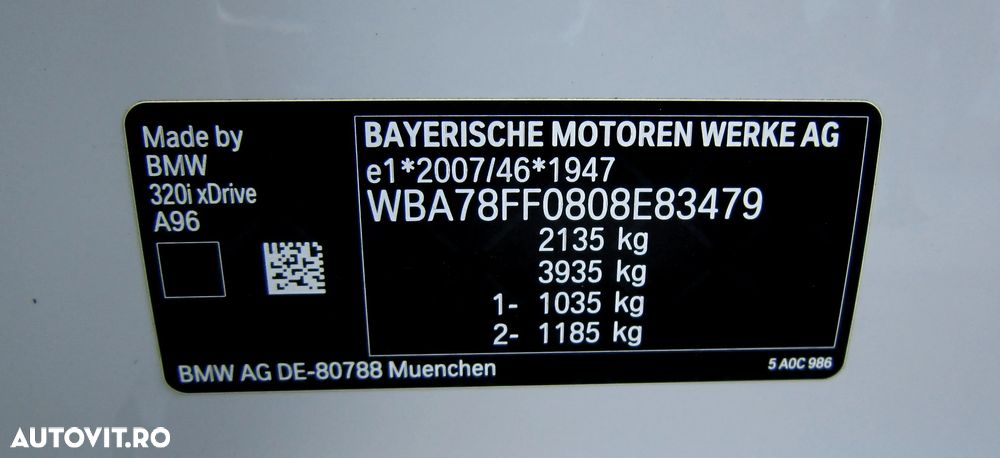 Made by
BMW
320i xDrive
A96
BAYERISCHE MOTOREN WERKE AG
e1*2007/46*1947
WBA78FF0808E83479
2135 kg
3935 kg
1- 1035 kg
2- 1185 kg
BMW AG DE-80788 Muenchen
5 A0C 986
AUTOVIT.RO